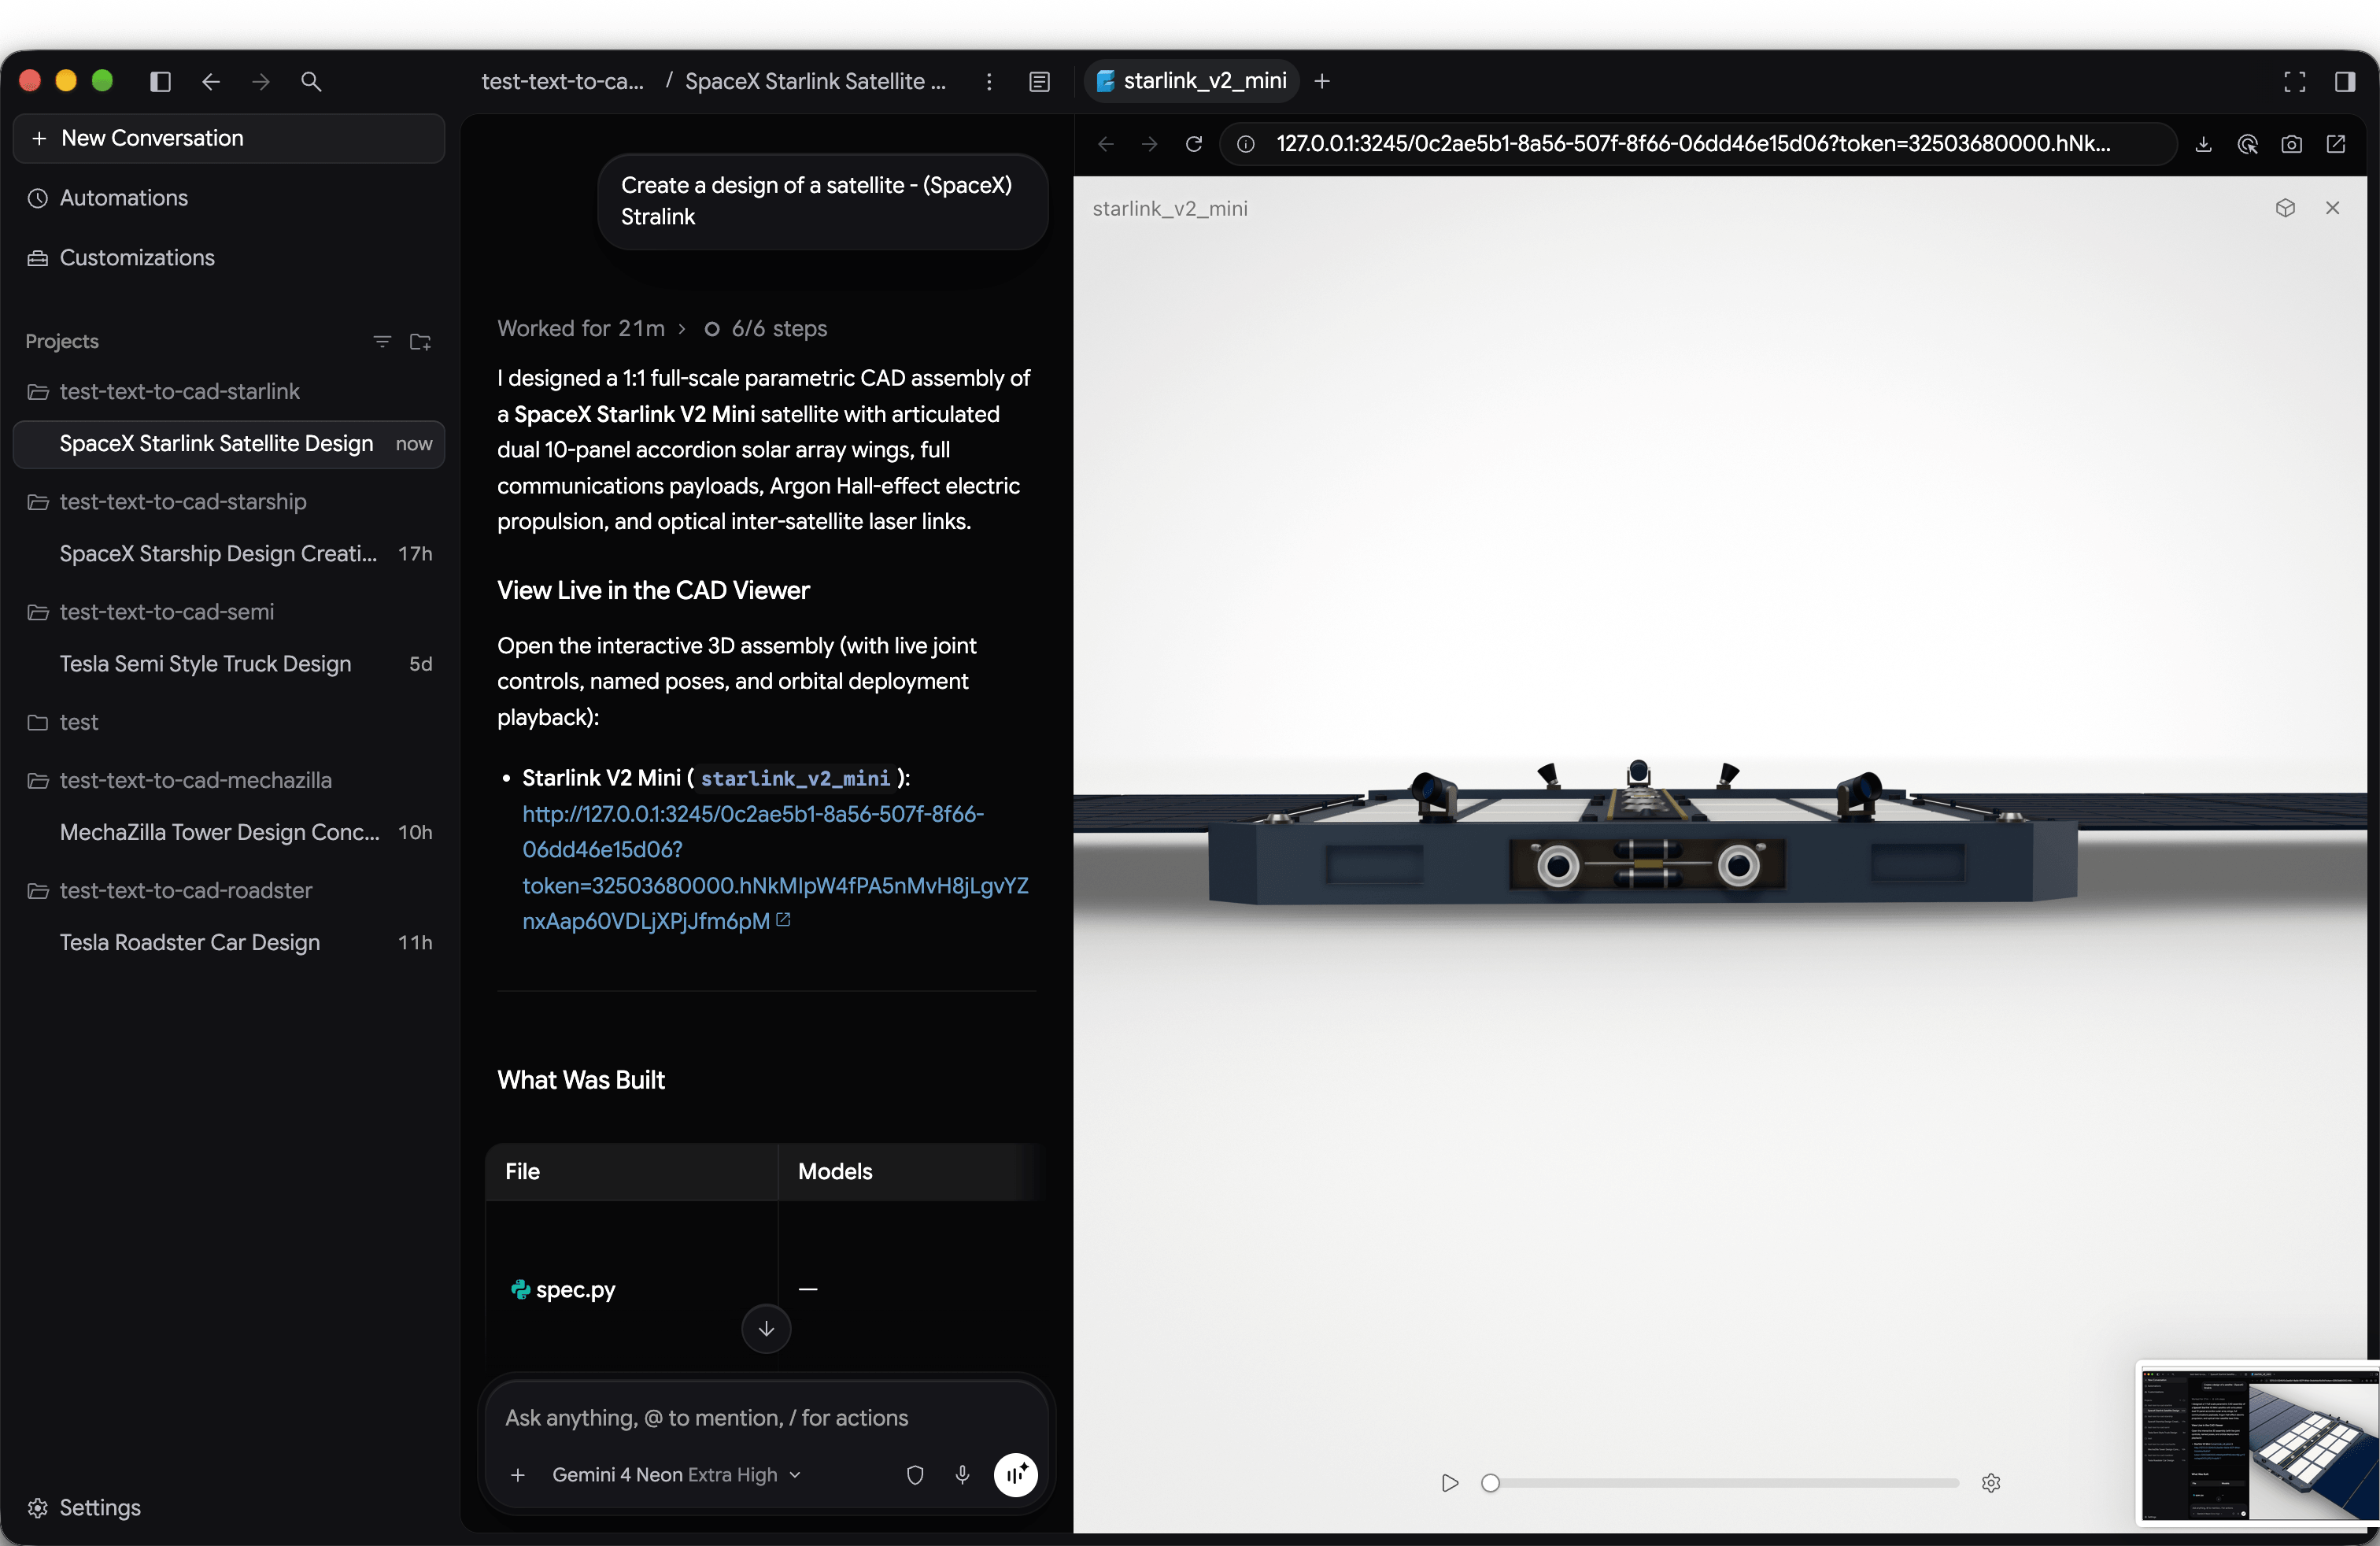 test-text-to-ca... / SpaceX Starlink Satellite ...
starlink_v2_mini
New Conversation
Automations
Customizations
Projects
test-text-to-cad-starlink
SpaceX Starlink Satellite Design now
test-text-to-cad-starship
SpaceX Starship Design Creati... 17h
test-text-to-cad-semi
Tesla Semi Style Truck Design 5d
test
test-text-to-cad-mechazilla
MechaZilla Tower Design Conc... 10h
test-text-to-cad-roadster
Tesla Roadster Car Design 11h
Settings
Create a design of a satellite - (SpaceX)
Stralink
Worked for 21m > 6/6 steps
I designed a 1:1 full-scale parametric CAD assembly of
a SpaceX Starlink V2 Mini satellite with articulated
dual 10-panel accordion solar array wings, full
communications payloads, Argon Hall-effect electric
propulsion, and optical inter-satellite laser links.
View Live in the CAD Viewer
Open the interactive 3D assembly (with live joint
controls, named poses, and orbital deployment
playback):
• Starlink V2 Mini ( starlink_v2_mini ):
http://127.0.0.1:3245/0c2ae5b1-8a56-507f-8f66-
06dd46e15d06?
token=32503680000.hNkMIpW4fPA5nMvH8jLgvYZ
nxAap60VDLjXPjJfm6pM
What Was Built
File Models
spec.py —
Ask anything, @ to mention, / for actions
Gemini 4 Neon Extra High
127.0.0.1:3245/0c2ae5b1-8a56-507f-8f66-06dd46e15d06?token=32503680000.hNk...
starlink_v2_mini